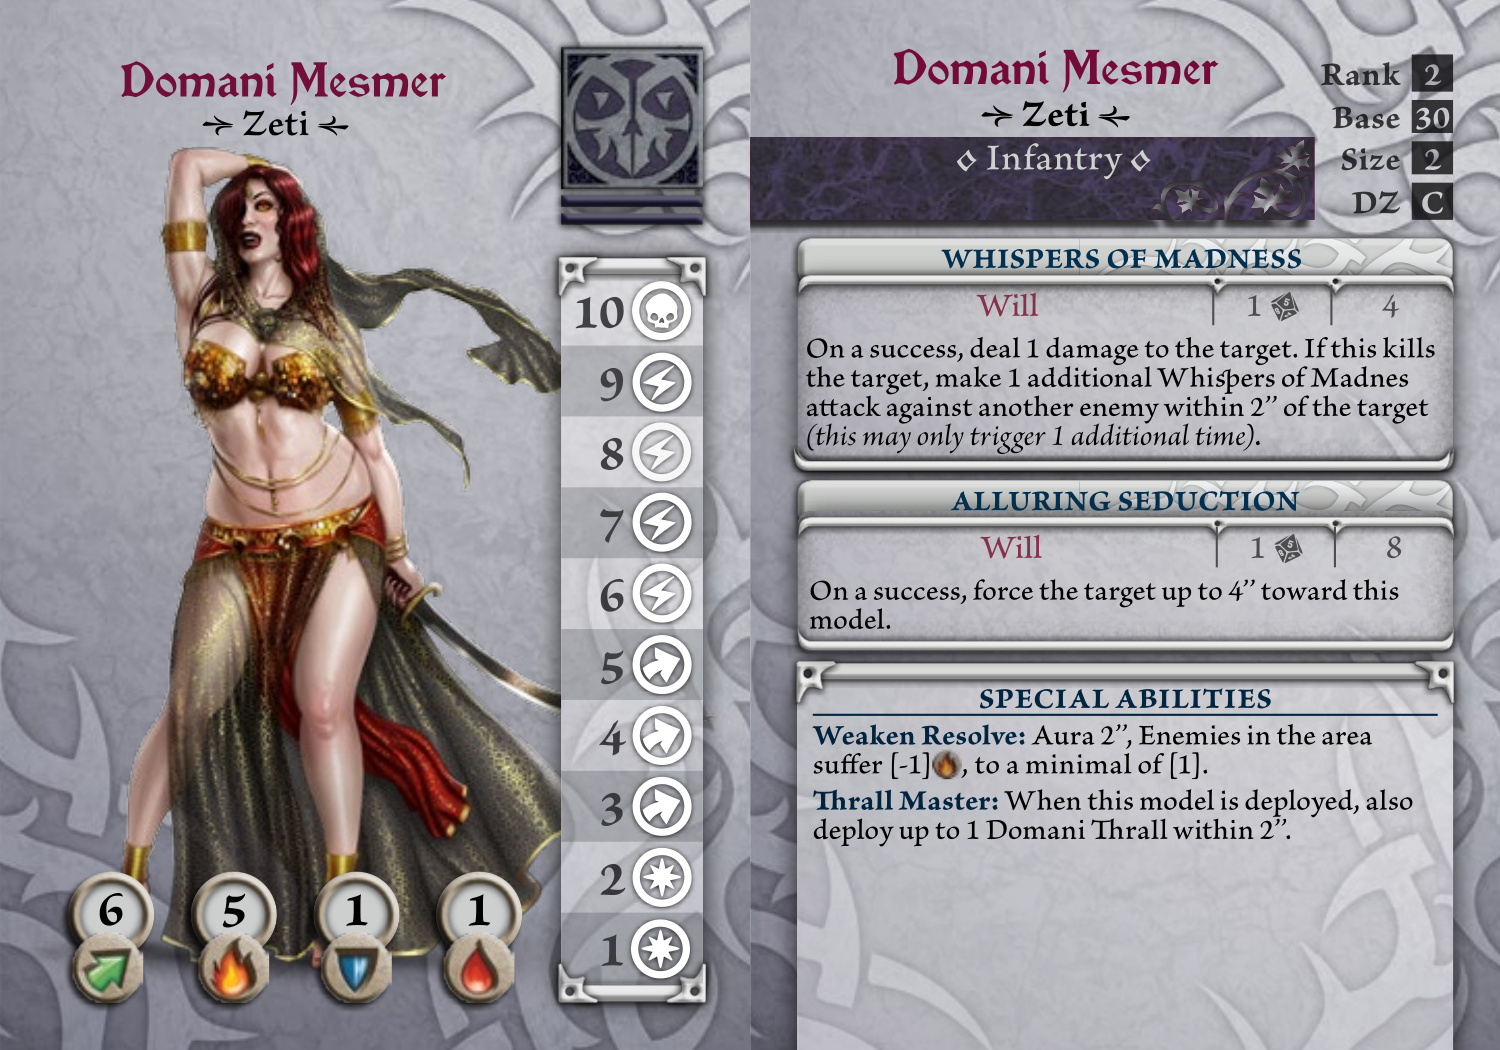 Domani Mesmer
Zeti
10
9
8
7
6
5
4
3
2
1
6
5
1
1
Domani Mesmer
Zeti
Infantry
Rank 2
Base 30
Size 2
DZ C
WHISPERS OF MADNESS
Will 1 5 4
On a success, deal 1 damage to the target. If this kills
the target, make 1 additional Whispers of Madnes
attack against another enemy within 2” of the target
(this may only trigger 1 additional time).
ALLURING SEDUCTION
Will 1 5 8
On a success, force the target up to 4” toward this
model.
SPECIAL ABILITIES
Weaken Resolve: Aura 2”, Enemies in the area
suffer [-1] , to a minimal of [1].
Thrall Master: When this model is deployed, also
deploy up to 1 Domani Thrall within 2”.